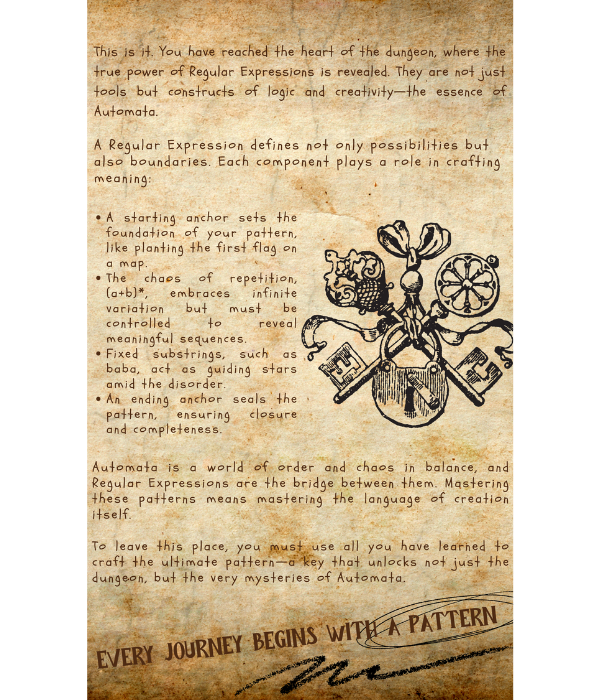 This is it. You have reached the heart of the dungeon, where the
true power of Regular Expressions is revealed. They are not just
tools but constructs of logic and creativity—the essence of
Automata.
A Regular Expression defines not only possibilities but
also boundaries. Each component plays a role in crafting
meaning:
• A starting anchor sets the
foundation of your pattern,
like planting the first flag on
a map.
• The chaos of repetition,
(a+b)*, embraces infinite
variation but must be
controlled to reveal
meaningful sequences.
• Fixed substrings, such as
baba, act as guiding stars
amid the disorder.
• An ending anchor seals the
pattern, ensuring closure
and completeness.
Automata is a world of order and chaos in balance, and
Regular Expressions are the bridge between them. Mastering
these patterns means mastering the language of creation
itself.
To leave this place, you must use all you have learned to
craft the ultimate pattern—a key that unlocks not just the
dungeon, but the very mysteries of Automata.
EVERY JOURNEY BEGINS WITH A PATTERN